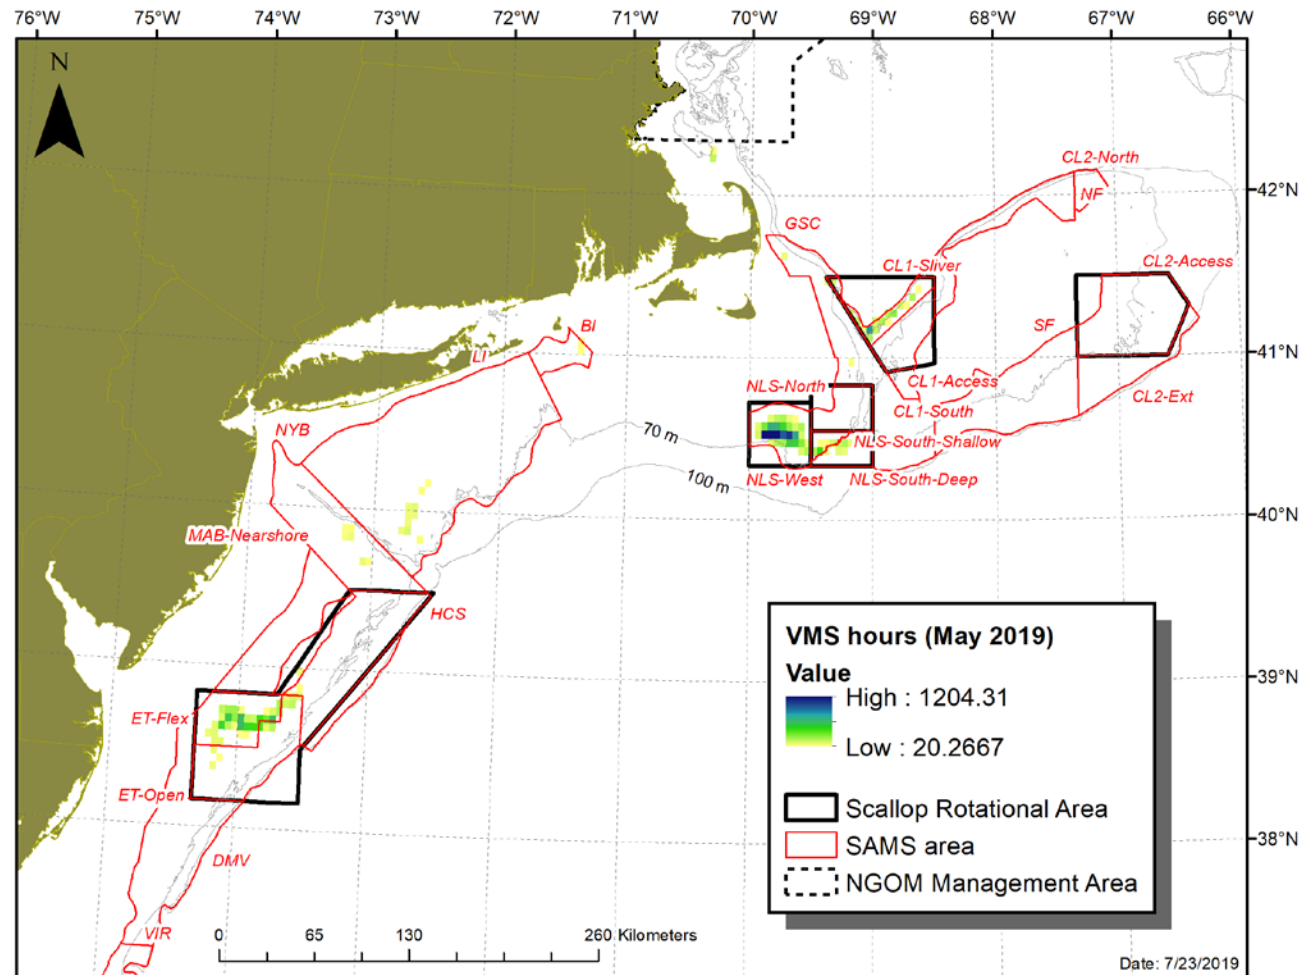 76°W 75°W 74°W 73°W 72°W 71°W 70°W 69°W 68°W 67°W 66°W
N
CL2-North
42°N
NF
GSC
CL1-Sliver
CL2-Access
BI
SF
LI
41°N
NLS-North
CL1-Access
CL2-Ext
CL1-South
NYB
70 m
NLS-South-Shallow
100 m
NLS-West
NLS-South-Deep
40°N
MAB-Nearshore
HCS
VMS hours (May 2019)
Value
39°N
High : 1204.31
ET-Flex
Low : 20.2667
ET-Open
Scallop Rotational Area
38°N
SAMS area
DMV
NGOM Management Area
VIR
0 65 130 260 Kilometers
Date: 7/23/2019